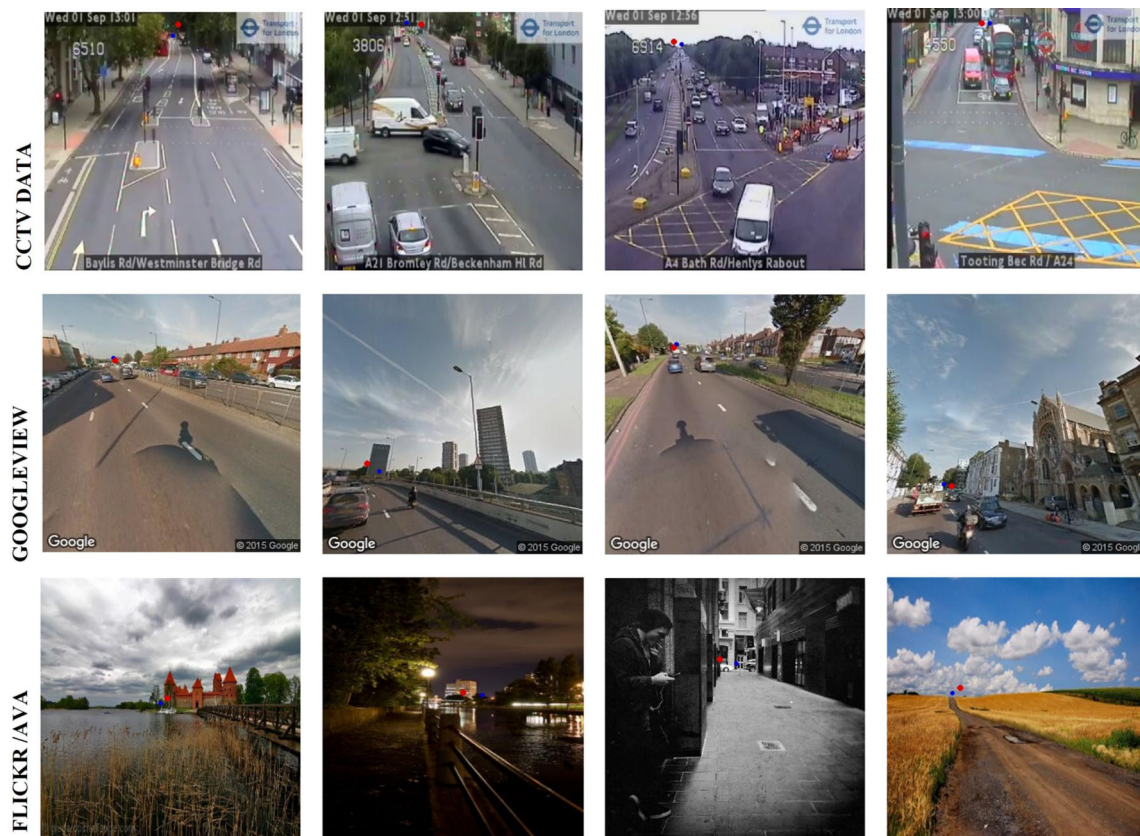 CCTV DATA
Wed 01 Sep 13:01
Transport for London
6510
Baylis Rd/Westminster Bridge Rd
Wed 01 Sep 12:51
Transport for London
3806
A21 Bromley Rd/Beckenham Hl Rd
Wed 01 Sep 12:56
Transport for London
6914
A4 Bath Rd/Henlys Rabout
Wed 01 Sep 13:00
Transport for London
4550
Tooting Bec Rd / A24
GOOGLEVIEW
Google
© 2015 Google
Google
© 2015 Google
Google
© 2015 Google
Google
© 2015 Google
FLICKR /AVA